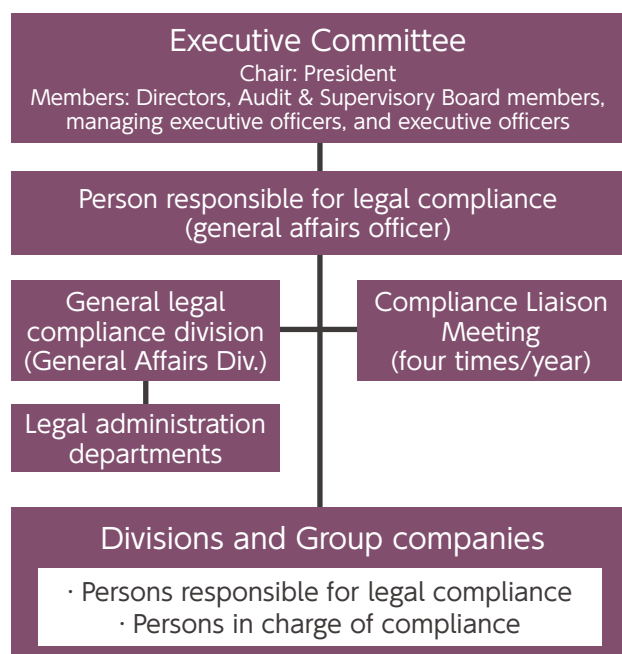 Executive Committee
Chair: President
Members: Directors, Audit & Supervisory Board members,
managing executive officers, and executive officers
Person responsible for legal compliance
(general affairs officer)
General legal
compliance division
(General Affairs Div.)
Compliance Liaison
Meeting
(four times/year)
Legal administration
departments
Divisions and Group companies
· Persons responsible for legal compliance
· Persons in charge of compliance